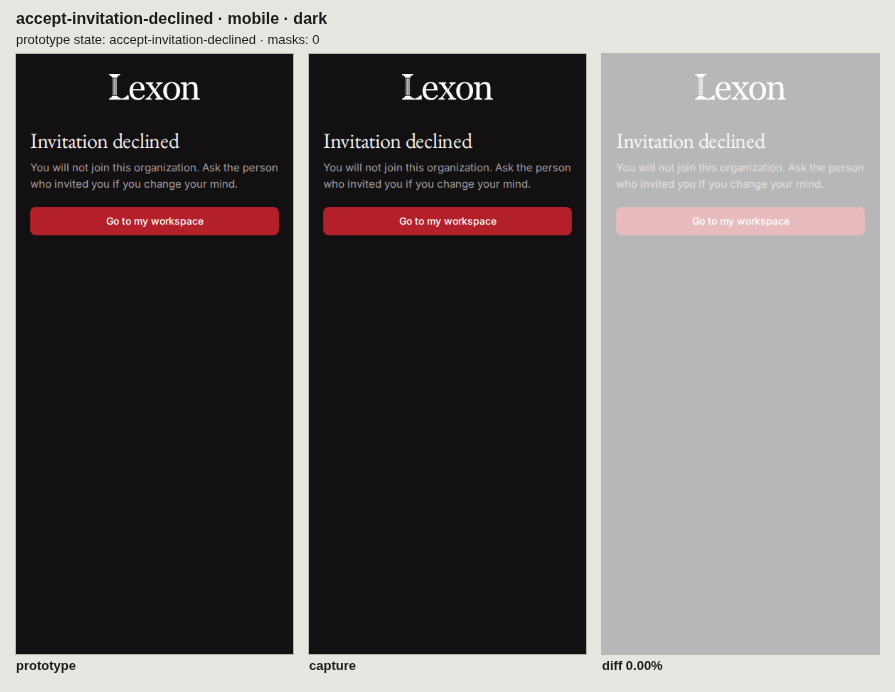 accept-invitation-declined · mobile · dark
prototype state: accept-invitation-declined · masks: 0
Lexon
Invitation declined
You will not join this organization. Ask the person
who invited you if you change your mind.
Go to my workspace
prototype
Lexon
Invitation declined
You will not join this organization. Ask the person
who invited you if you change your mind.
Go to my workspace
capture
Lexon
Invitation declined
You will not join this organization. Ask the person
who invited you if you change your mind.
Go to my workspace
diff 0.00%